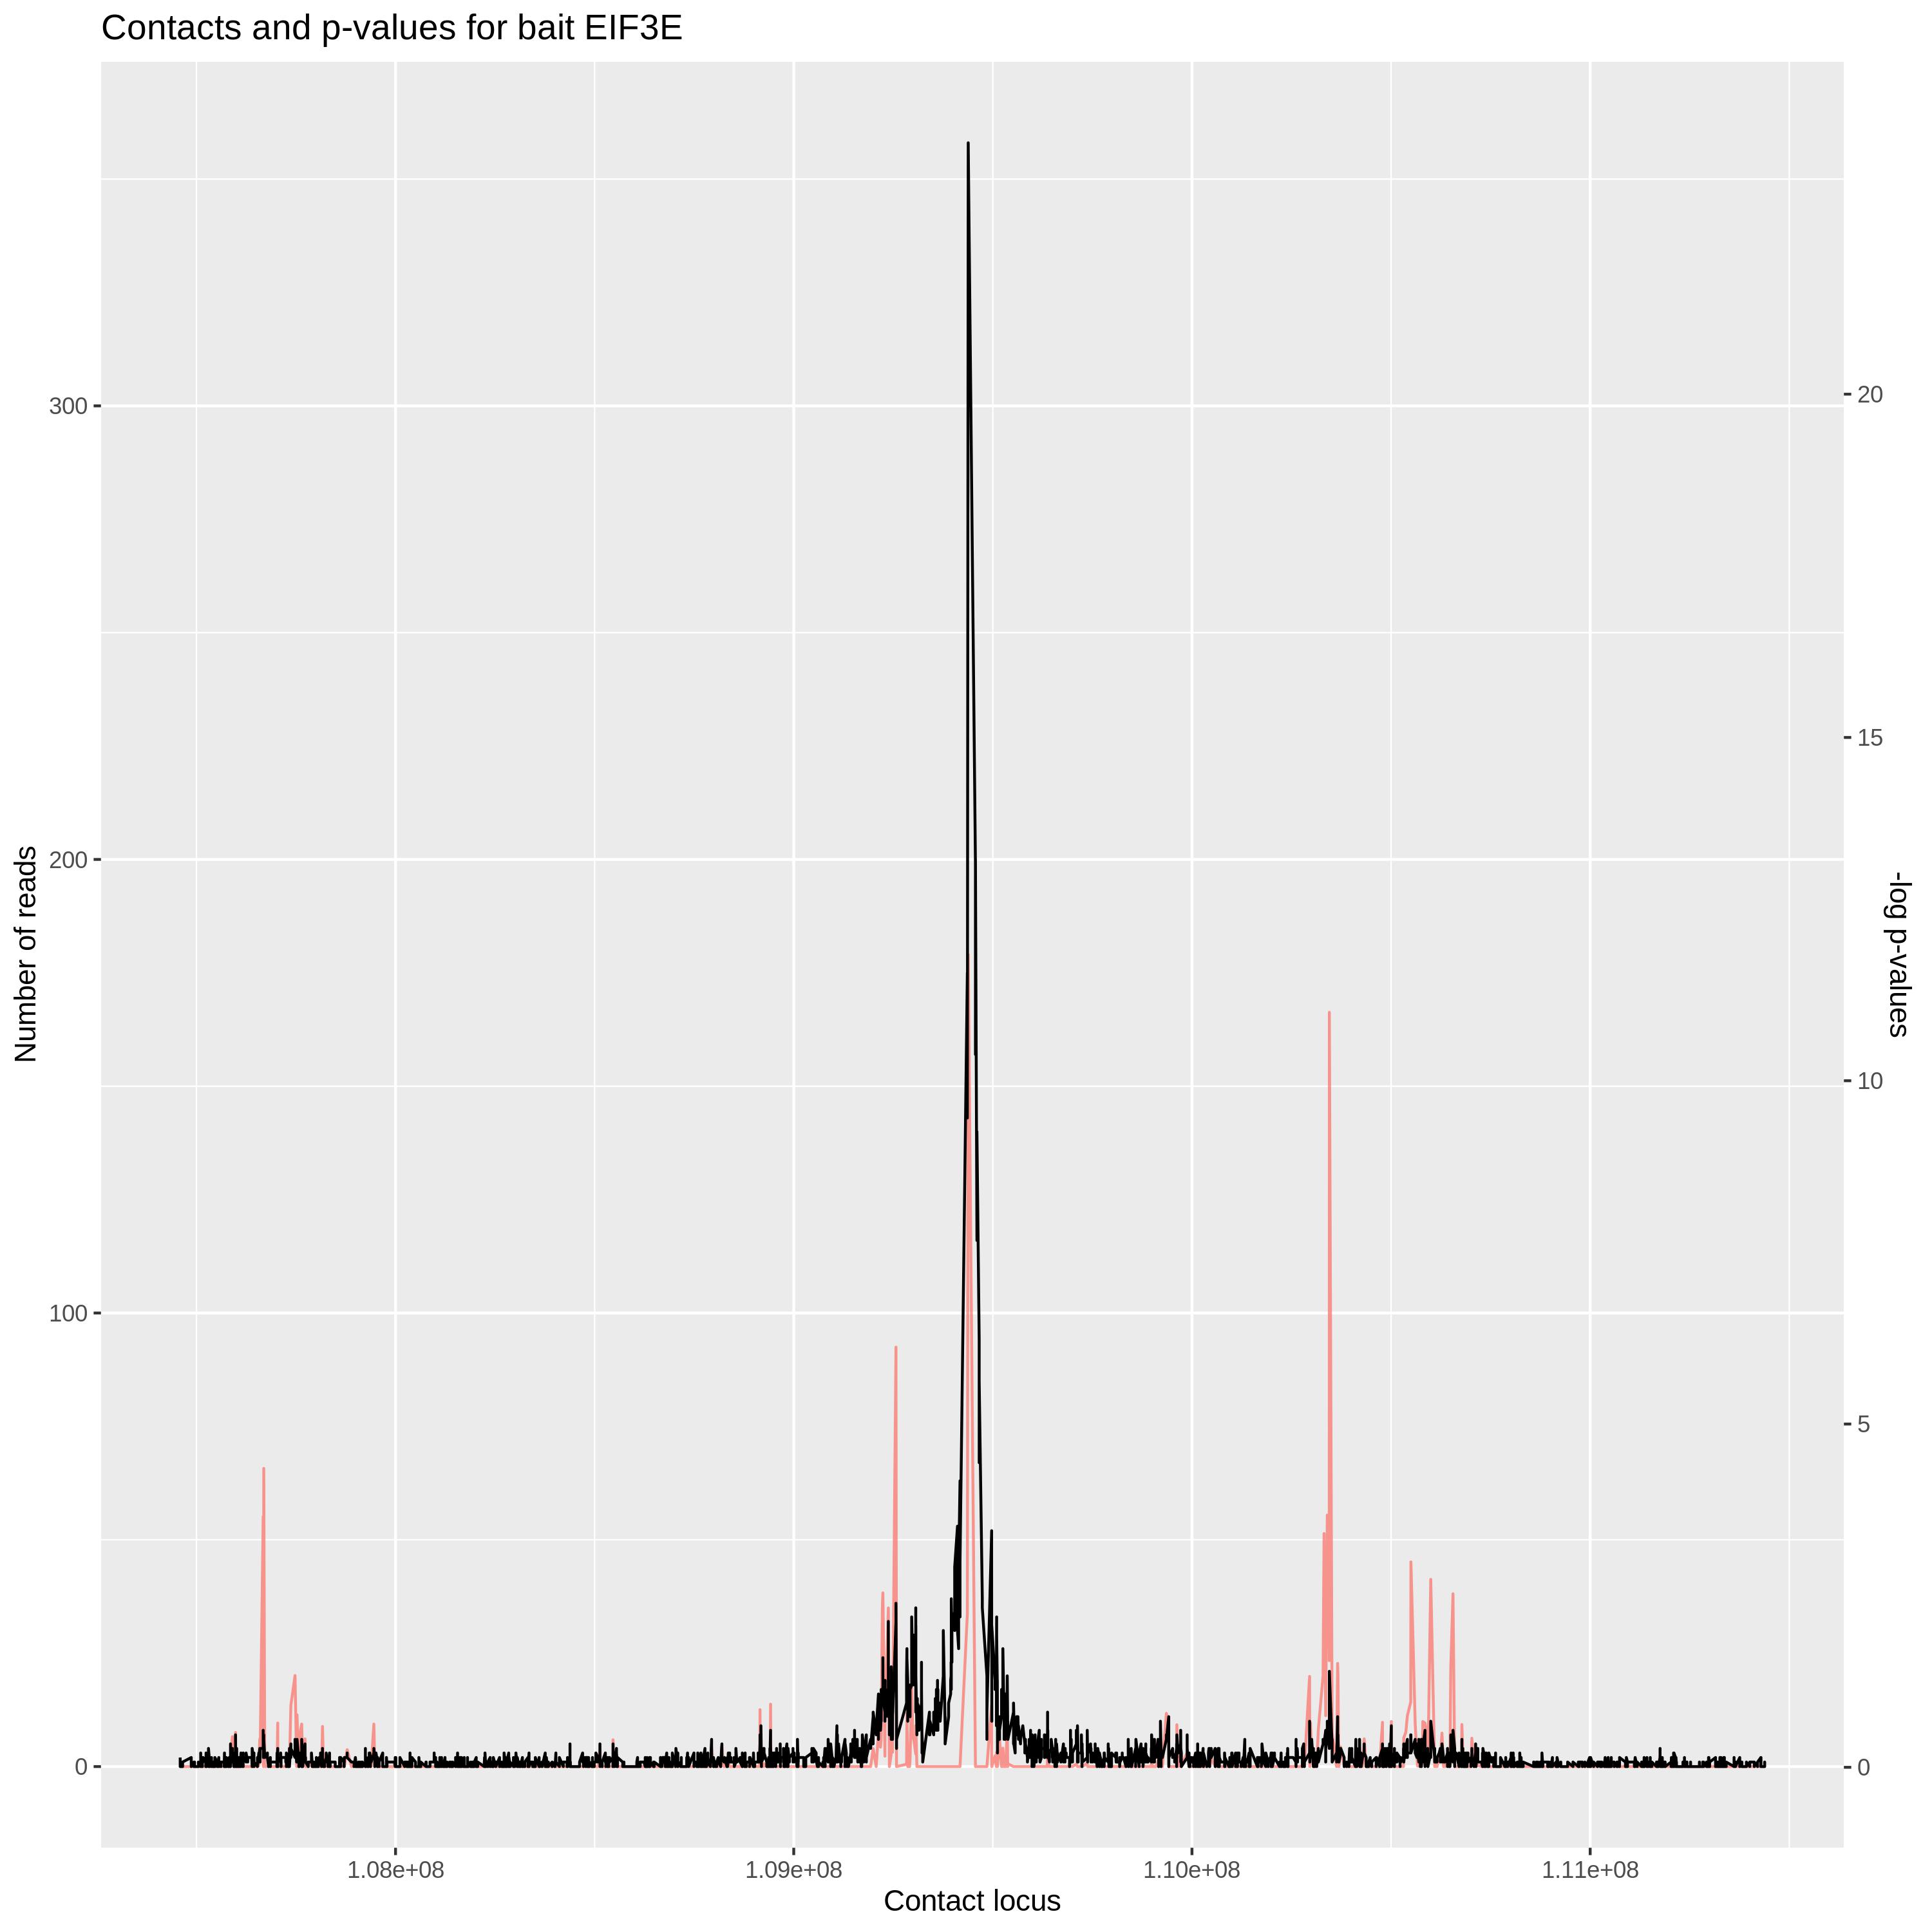 Contacts and p-values for bait EIF3E
Number of reads
300
200
100
0
20
15
10
5
0
-log p-values
1.08e+08
1.09e+08
1.10e+08
1.11e+08
Contact locus